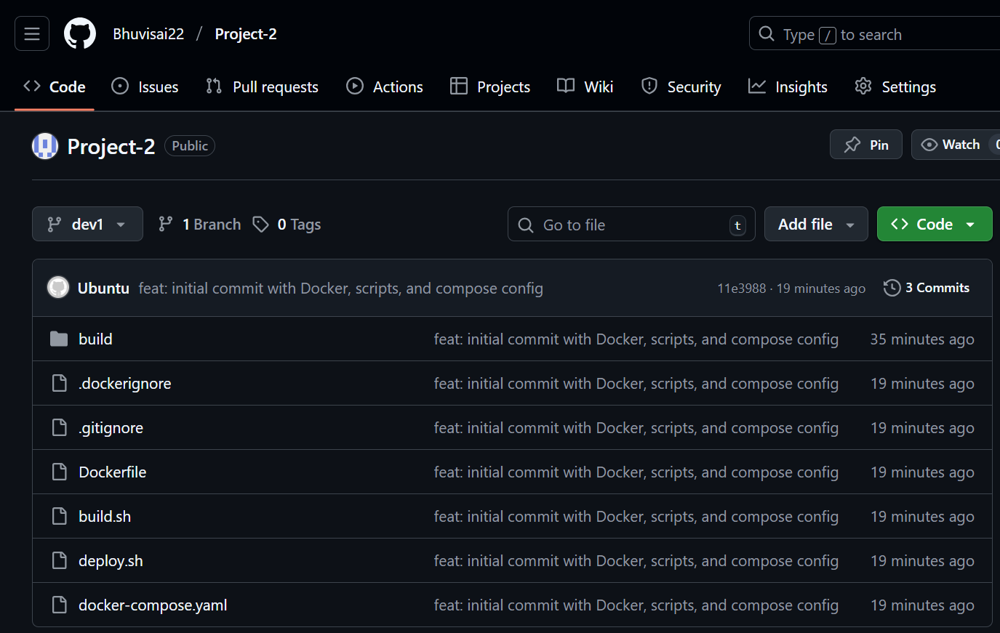 Bhuvisai22 / Project-2 Type / to search
Code Issues Pull requests Actions Projects Wiki Security Insights Settings
Project-2 Public Pin Watch 0
dev1 1 Branch 0 Tags Go to file t Add file Code
Ubuntu feat: initial commit with Docker, scripts, and compose config 11e3988 · 19 minutes ago 3 Commits
build feat: initial commit with Docker, scripts, and compose config 35 minutes ago
.dockerignore feat: initial commit with Docker, scripts, and compose config 19 minutes ago
.gitignore feat: initial commit with Docker, scripts, and compose config 19 minutes ago
Dockerfile feat: initial commit with Docker, scripts, and compose config 19 minutes ago
build.sh feat: initial commit with Docker, scripts, and compose config 19 minutes ago
deploy.sh feat: initial commit with Docker, scripts, and compose config 19 minutes ago
docker-compose.yaml feat: initial commit with Docker, scripts, and compose config 19 minutes ago